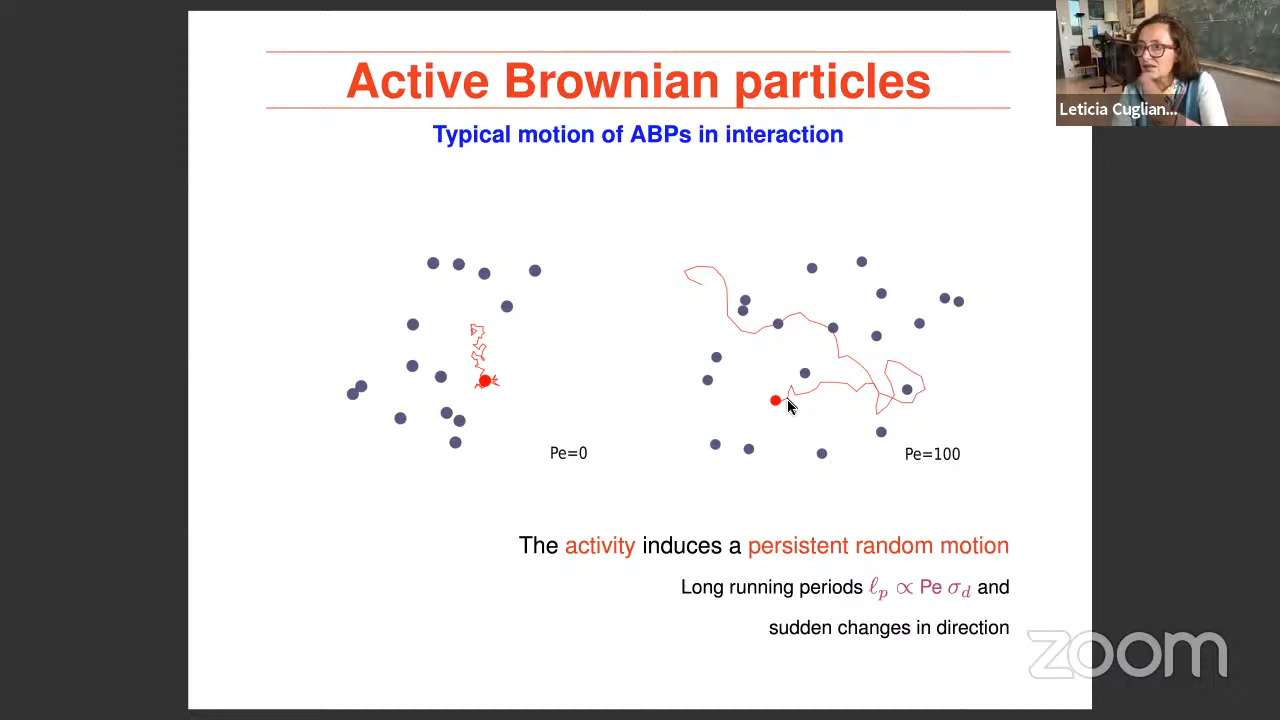 Active Brownian particles
Leticia Cuglian...
Typical motion of ABPs in interaction
Pe=0
Pe=100
The activity induces a persistent random motion
Long running periods ℓp ∝ Pe σd and
sudden changes in direction
zoom